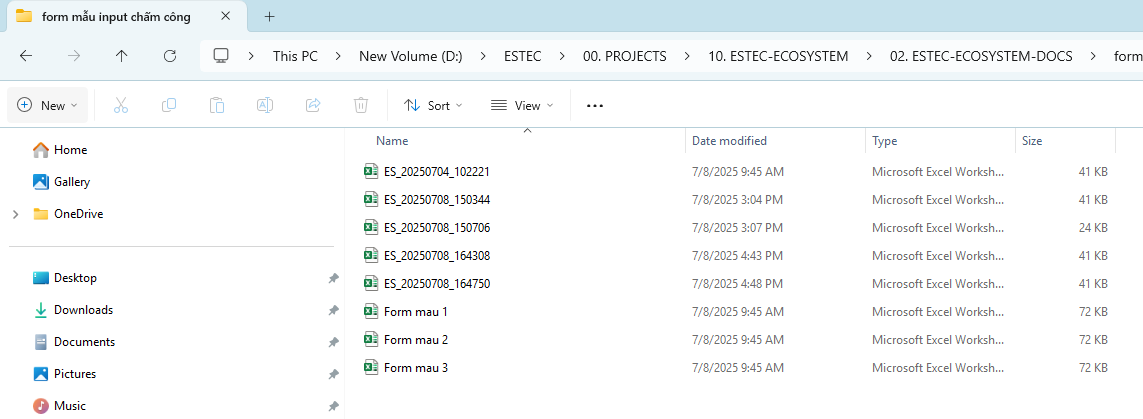 form mẫu input chấm công
This PC > New Volume (D:) > ESTEC > 00. PROJECTS > 10. ESTEC-ECOSYSTEM > 02. ESTEC-ECOSYSTEM-DOCS > form
New Sort View
Name Date modified Type Size
Home
Gallery
OneDrive
Desktop
Downloads
Documents
Pictures
Music
ES_20250704_102221 7/8/2025 9:45 AM Microsoft Excel Worksh... 41 KB
ES_20250708_150344 7/8/2025 3:04 PM Microsoft Excel Worksh... 41 KB
ES_20250708_150706 7/8/2025 3:07 PM Microsoft Excel Worksh... 24 KB
ES_20250708_164308 7/8/2025 4:43 PM Microsoft Excel Worksh... 41 KB
ES_20250708_164750 7/8/2025 4:48 PM Microsoft Excel Worksh... 41 KB
Form mau 1 7/8/2025 9:45 AM Microsoft Excel Worksh... 72 KB
Form mau 2 7/8/2025 9:45 AM Microsoft Excel Worksh... 72 KB
Form mau 3 7/8/2025 9:45 AM Microsoft Excel Worksh... 72 KB